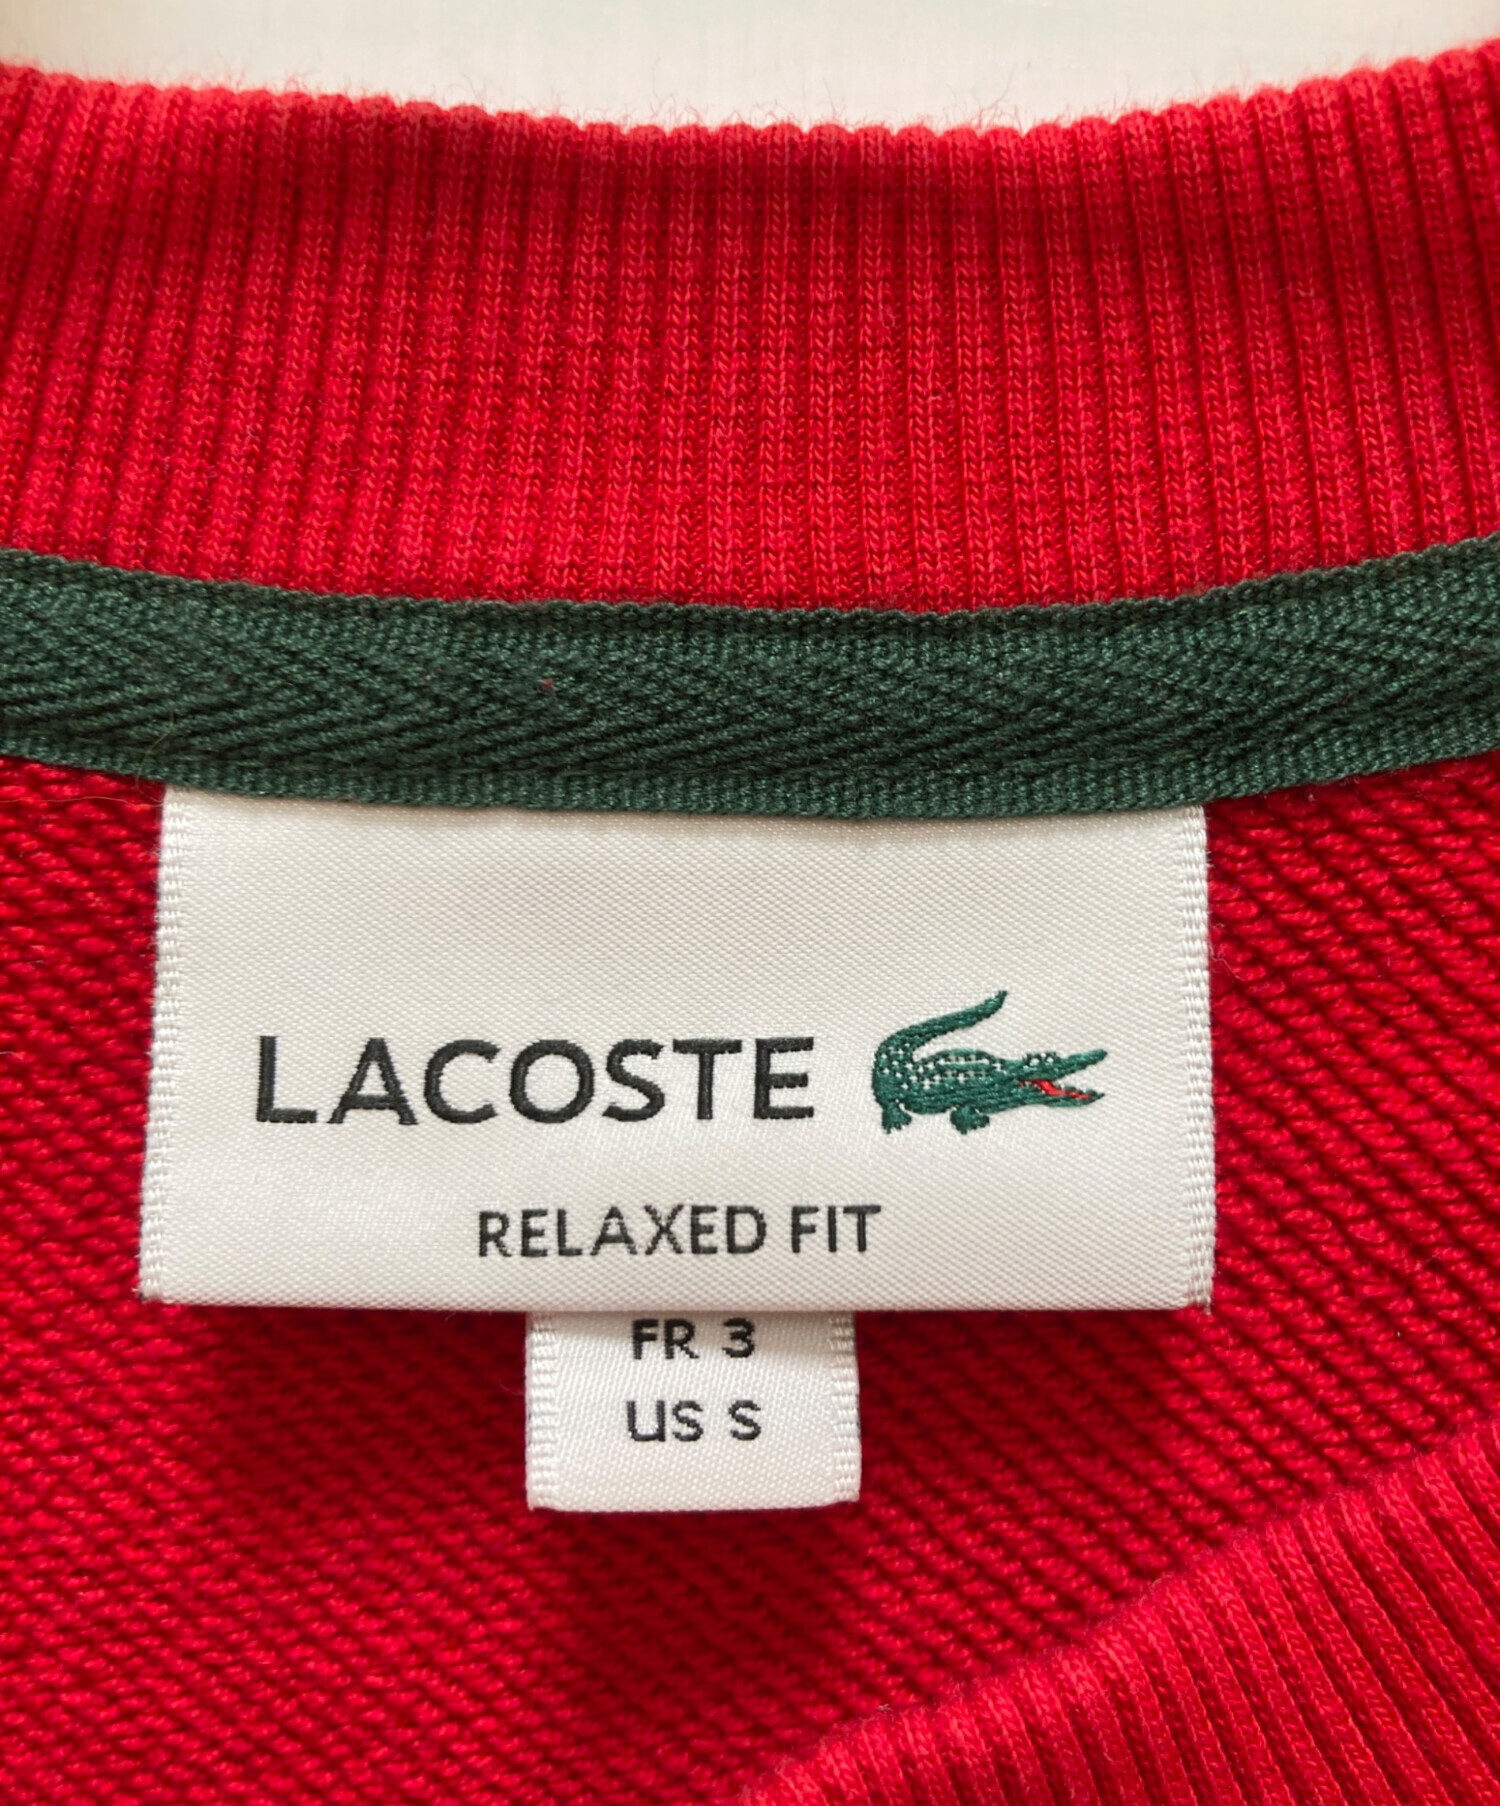 LACOSTE
RELAXED FIT
FR 3
US S